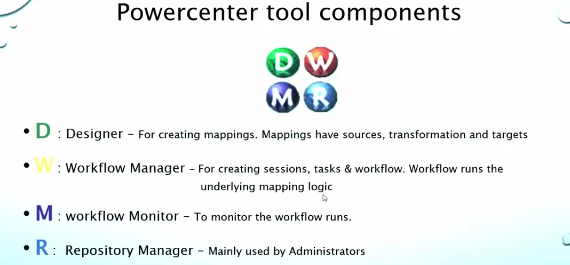 Powercenter tool components
D W
M R
• D : Designer – For creating mappings. Mappings have sources, transformation and targets
• W : Workflow Manager – For creating sessions, tasks & workflow. Workflow runs the
underlying mapping logic
• M : workflow Monitor – To monitor the workflow runs.
• R : Repository Manager – Mainly used by Administrators